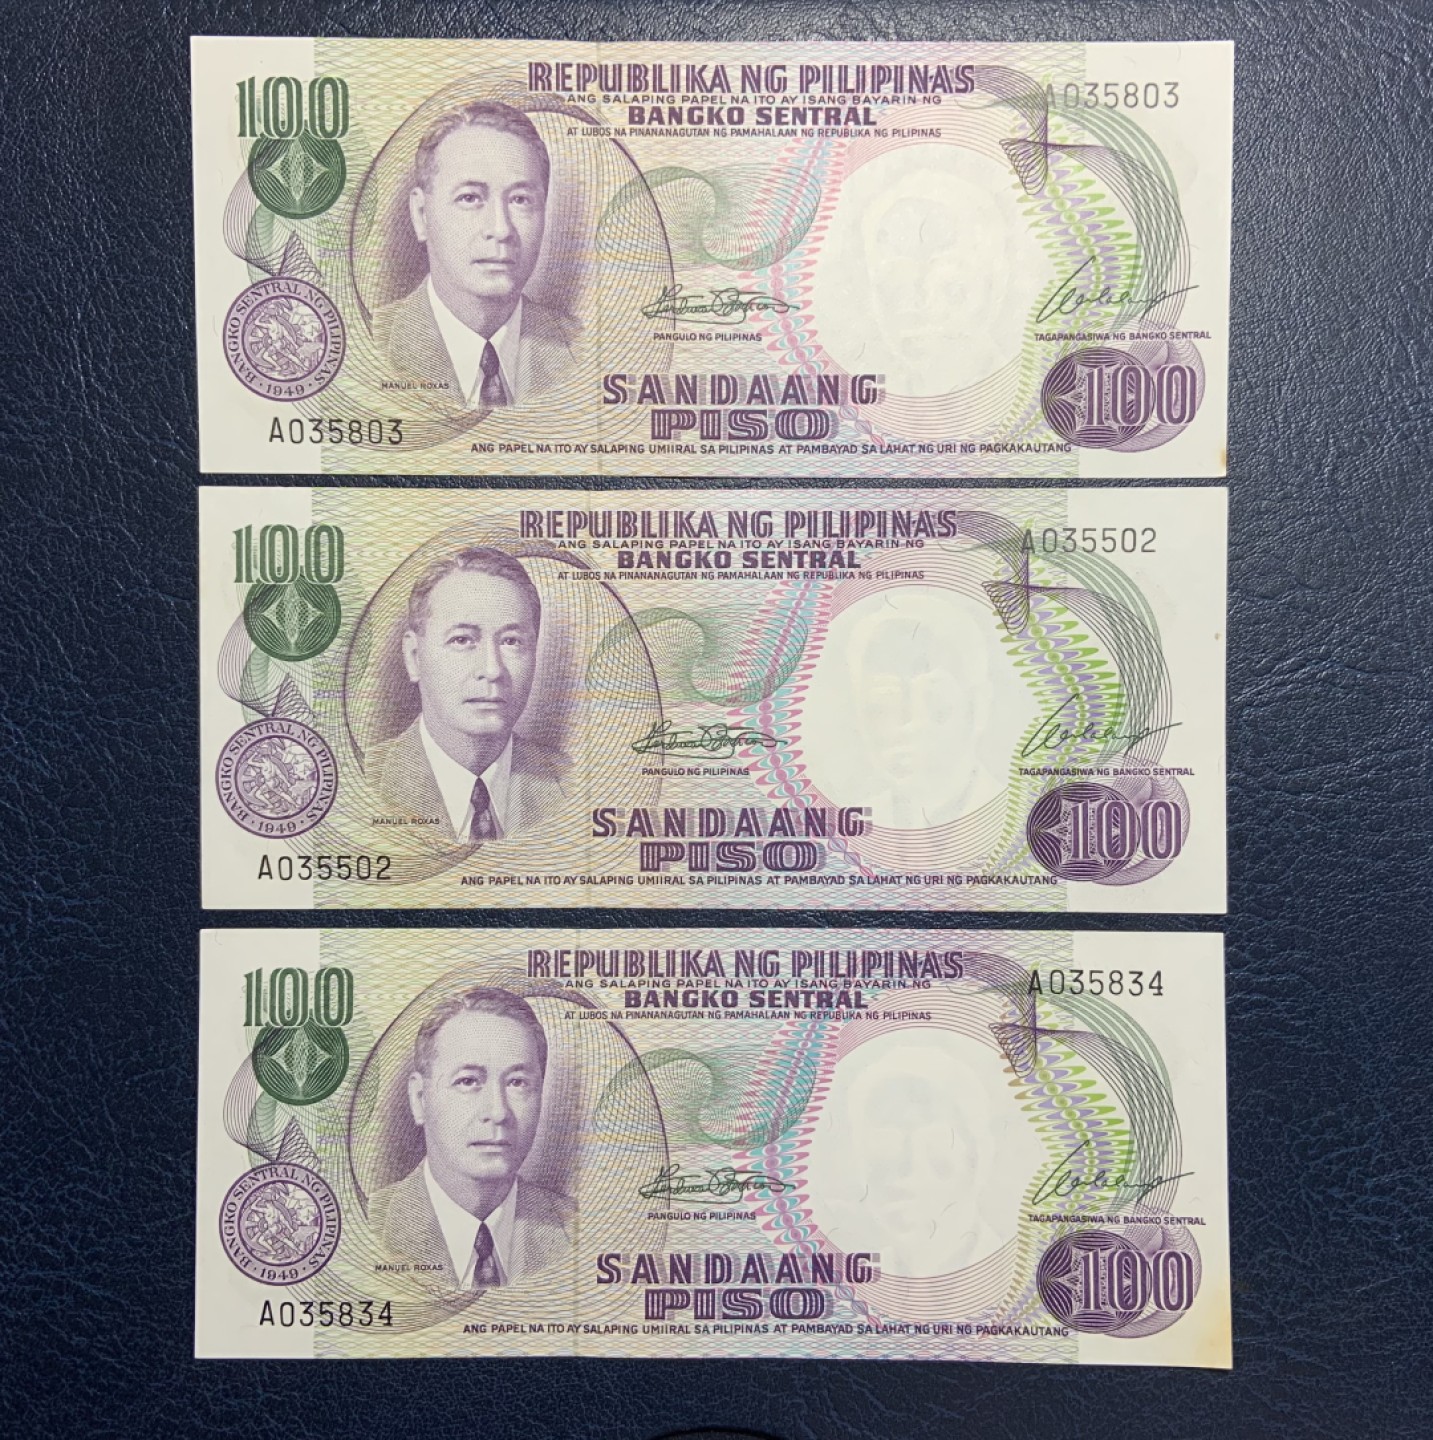 100
REPUBLIKA NG PILIPINAS
ANG SALAPING PAPEL NA ITO AY ISANG BAYARIN NG
BANGKO SENTRAL
AT LUBOS NA PINANANAGUTAN NG PAMAHALAAN NG REPUBLIKA NG PILIPINAS
A035803
BANGKO SENTRAL NG PILIPINAS
· 1949 ·
PANGULO NG PILIPINAS
TAGAPANGASIWA NG BANGKO SENTRAL
MANUEL ROXAS
SANDAANG
PISO
100
A035803
ANG PAPEL NA ITO AY SALAPING UMIIRAL SA PILIPINAS AT PAMBAYAD SA LAHAT NG URI NG PAGKAKAUTANG
100
REPUBLIKA NG PILIPINAS
ANG SALAPING PAPEL NA ITO AY ISANG BAYARIN NG
BANGKO SENTRAL
AT LUBOS NA PINANANAGUTAN NG PAMAHALAAN NG REPUBLIKA NG PILIPINAS
A035502
BANGKO SENTRAL NG PILIPINAS
· 1949 ·
PANGULO NG PILIPINAS
TAGAPANGASIWA NG BANGKO SENTRAL
MANUEL ROXAS
SANDAANG
PISO
100
A035502
ANG PAPEL NA ITO AY SALAPING UMIIRAL SA PILIPINAS AT PAMBAYAD SA LAHAT NG URI NG PAGKAKAUTANG
100
REPUBLIKA NG PILIPINAS
ANG SALAPING PAPEL NA ITO AY ISANG BAYARIN NG
BANGKO SENTRAL
AT LUBOS NA PINANANAGUTAN NG PAMAHALAAN NG REPUBLIKA NG PILIPINAS
A035834
BANGKO SENTRAL NG PILIPINAS
· 1949 ·
PANGULO NG PILIPINAS
TAGAPANGASIWA NG BANGKO SENTRAL
MANUEL ROXAS
SANDAANG
PISO
100
A035834
ANG PAPEL NA ITO AY SALAPING UMIIRAL SA PILIPINAS AT PAMBAYAD SA LAHAT NG URI NG PAGKAKAUTANG